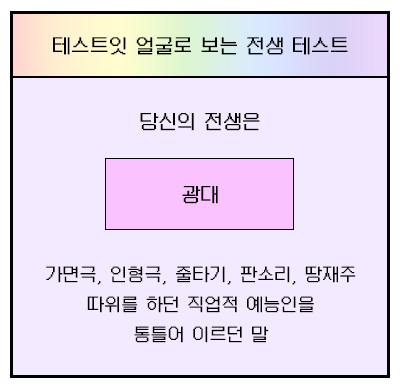 테스트잇 얼굴로 보는 전생 테스트
당신의 전생은
광대
가면극, 인형극, 줄타기, 판소리, 땅재주
따위를 하던 직업적 예능인을
통틀어 이르던 말